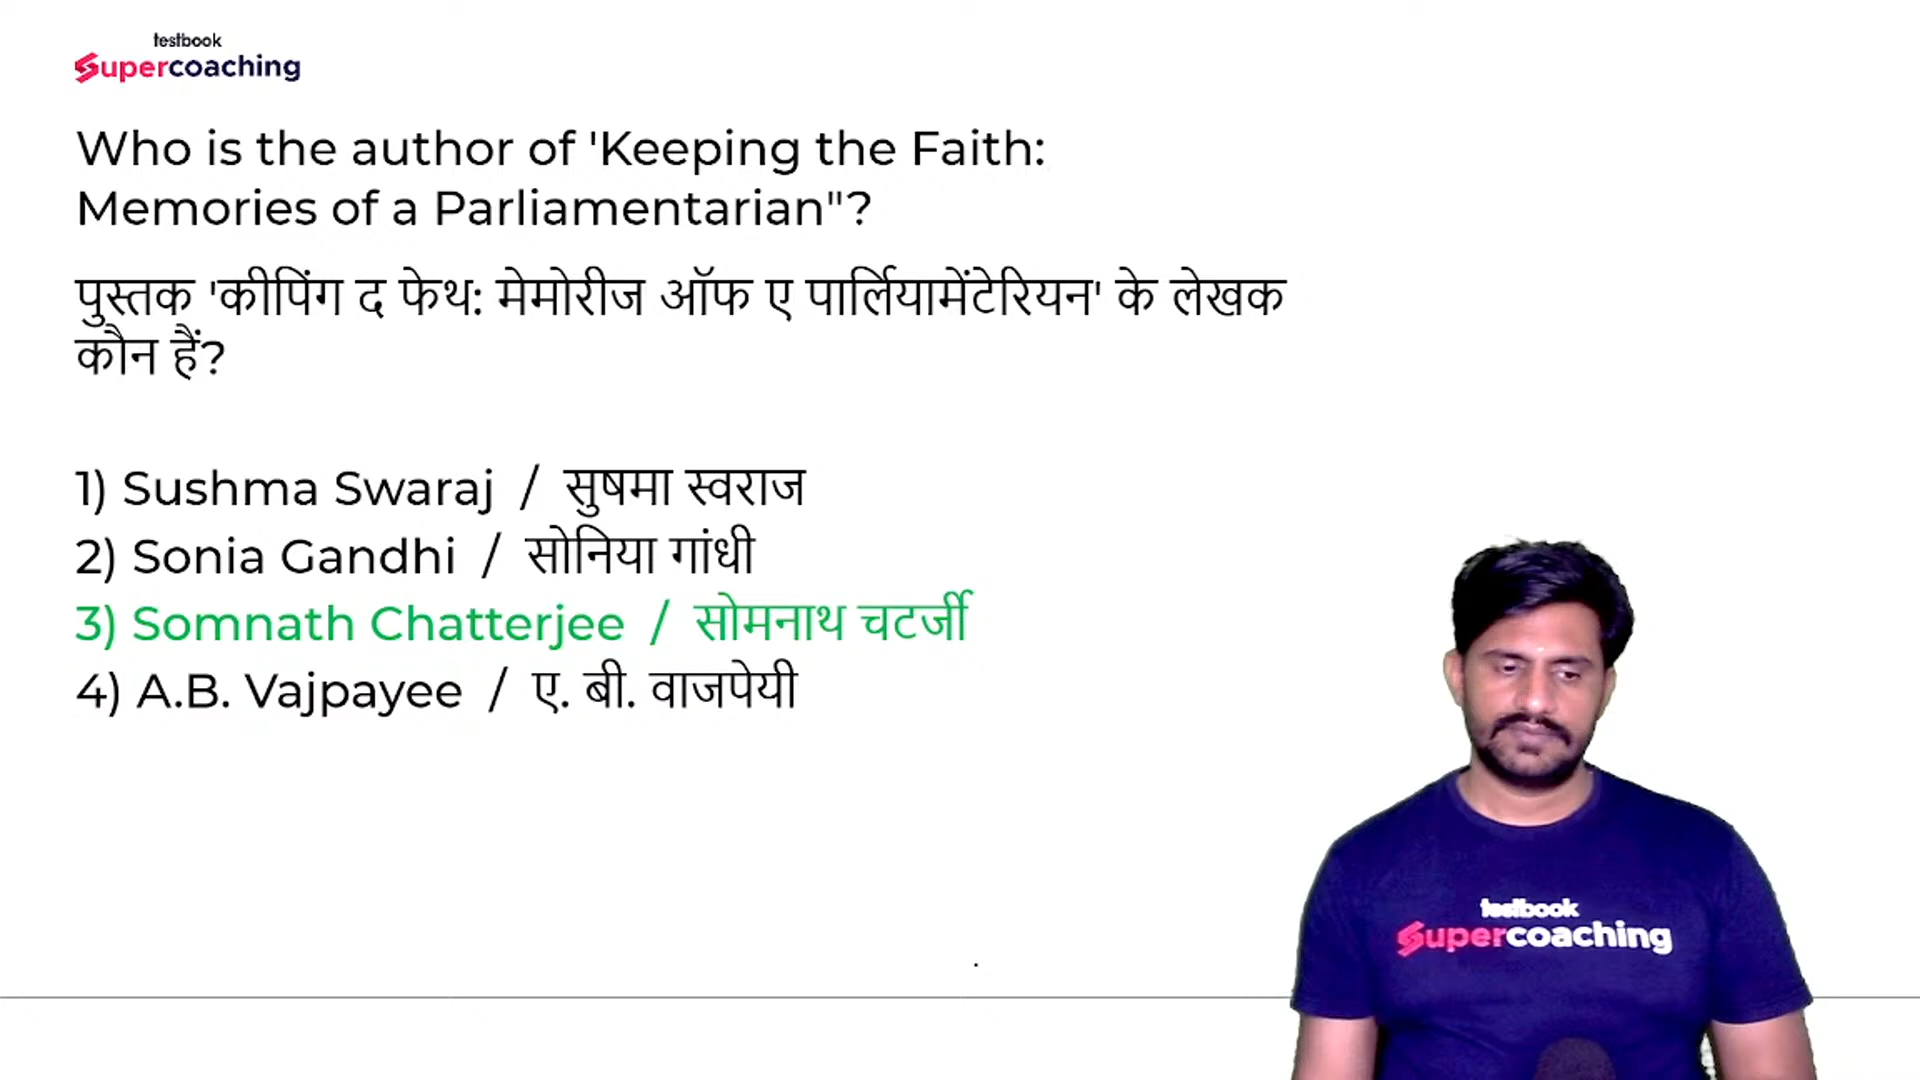 testbook
Supercoaching
Who is the author of 'Keeping the Faith:
Memories of a Parliamentarian"?
पुस्तक 'कीपिंग द फेथ: मेमोरीज ऑफ ए पार्लियामेंटेरियन' के लेखक
कौन हैं?
1) Sushma Swaraj / सुषमा स्वराज
2) Sonia Gandhi / सोनिया गांधी
3) Somnath Chatterjee / सोमनाथ चटर्जी
4) A.B. Vajpayee / ए. बी. वाजपेयी
testbook
Supercoaching